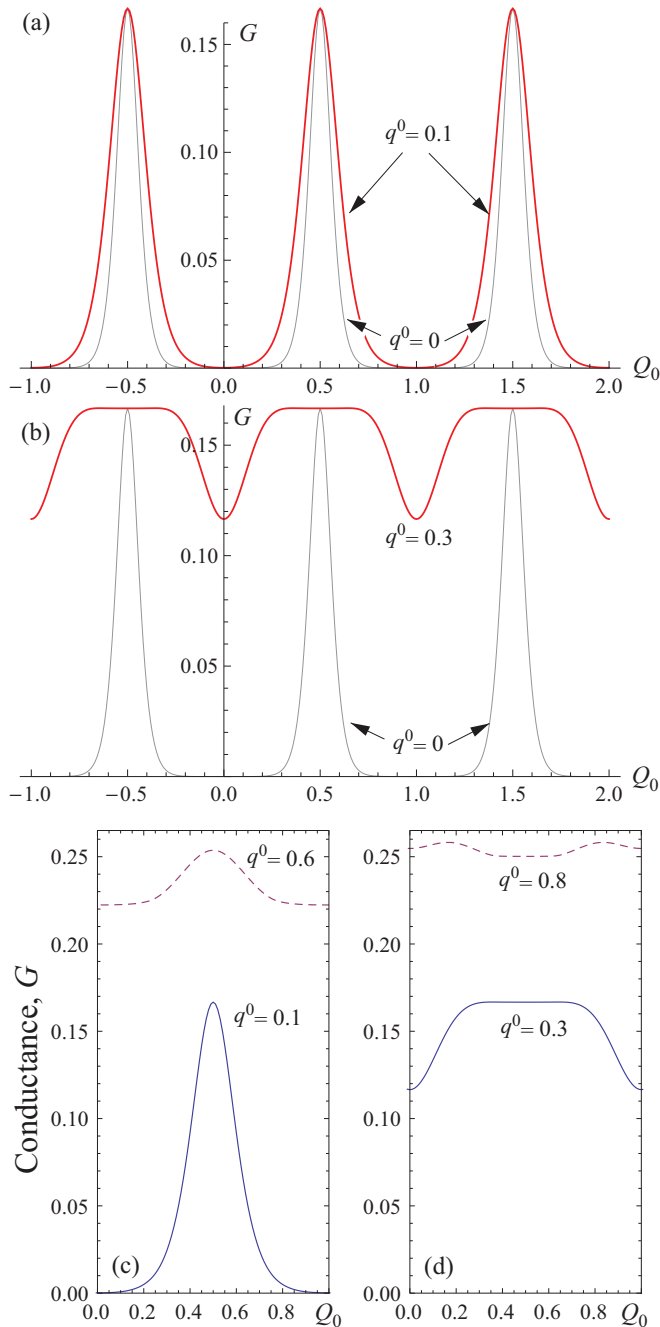 (a)
G
0.15
q⁰ = 0.1
0.10
0.05
q⁰ = 0
−1.0 −0.5 0.0 0.5 1.0 1.5 2.0 Q₀
(b)
G
0.15
0.10
q⁰ = 0.3
0.05
q⁰ = 0
−1.0 −0.5 0.0 0.5 1.0 1.5 2.0 Q₀
Conductance, G
0.25
q⁰ = 0.6
0.20
0.15
q⁰ = 0.1
0.10
0.05
0.00
(c)
0.0 0.2 0.4 0.6 0.8 Q₀
0.25
q⁰ = 0.8
0.20
0.15
q⁰ = 0.3
0.10
0.05
0.00
(d)
0.0 0.2 0.4 0.6 0.8 Q₀